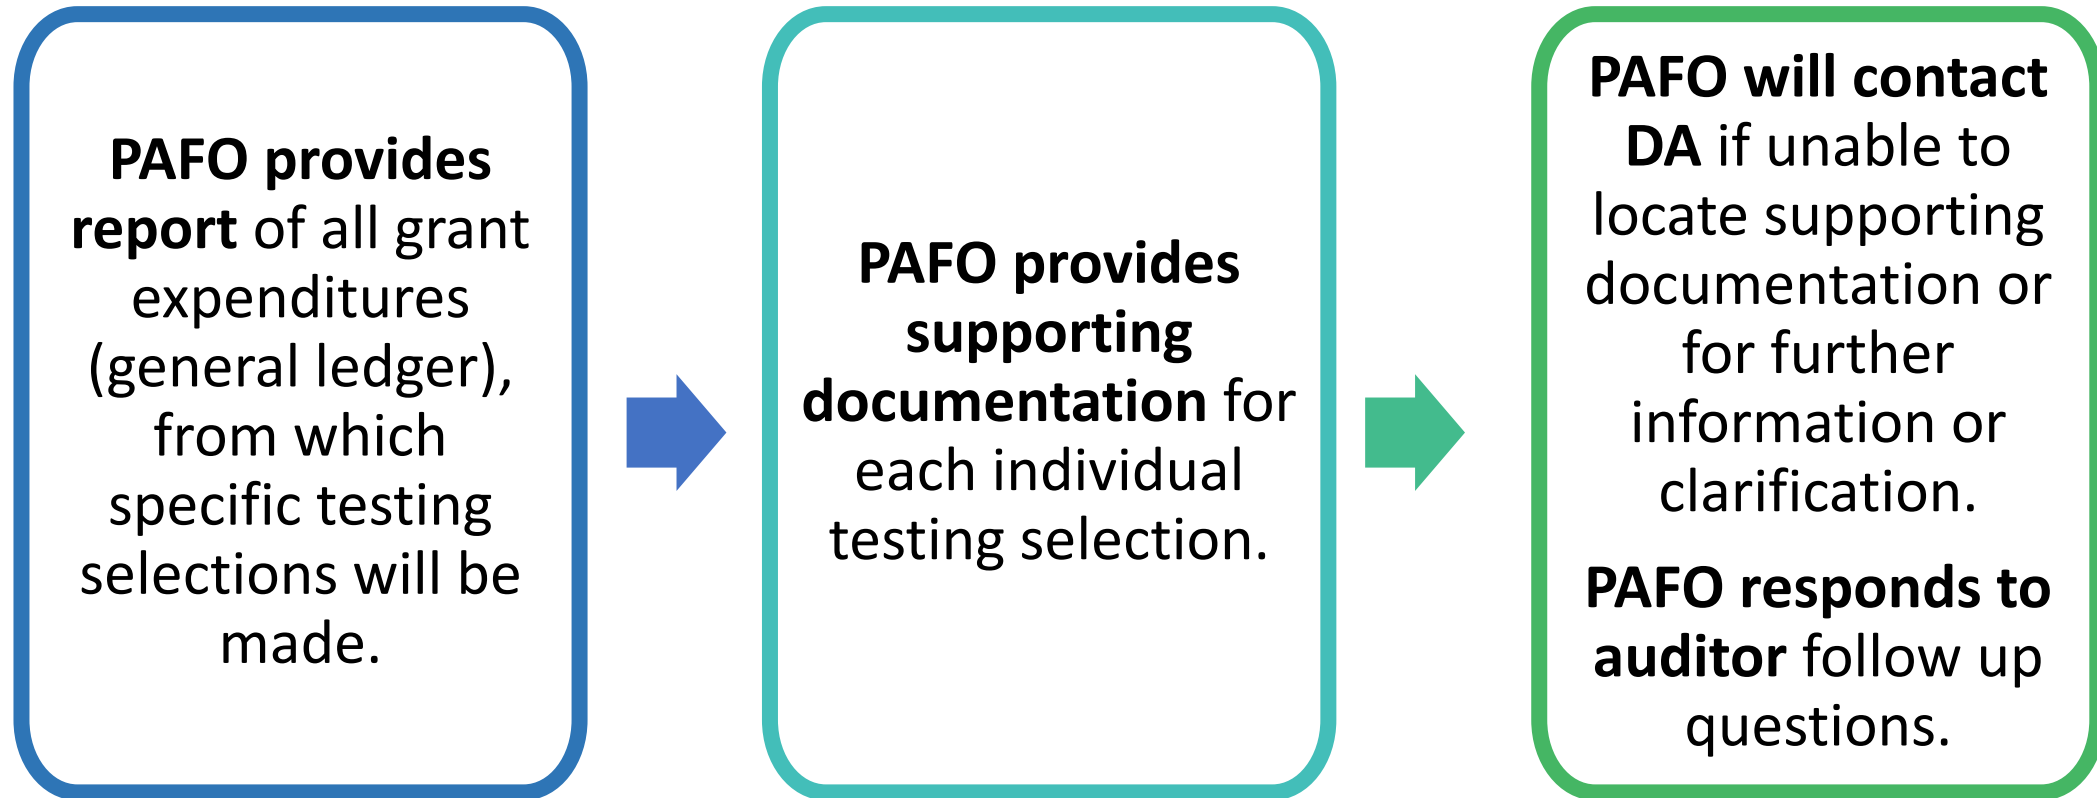 PAFO provides
report of all grant
expenditures
(general ledger),
from which
specific testing
selections will be
made.
PAFO provides
supporting
documentation for
each individual
testing selection.
PAFO will contact
DA if unable to
locate supporting
documentation or
for further
information or
clarification.
PAFO responds to
auditor follow up
questions.